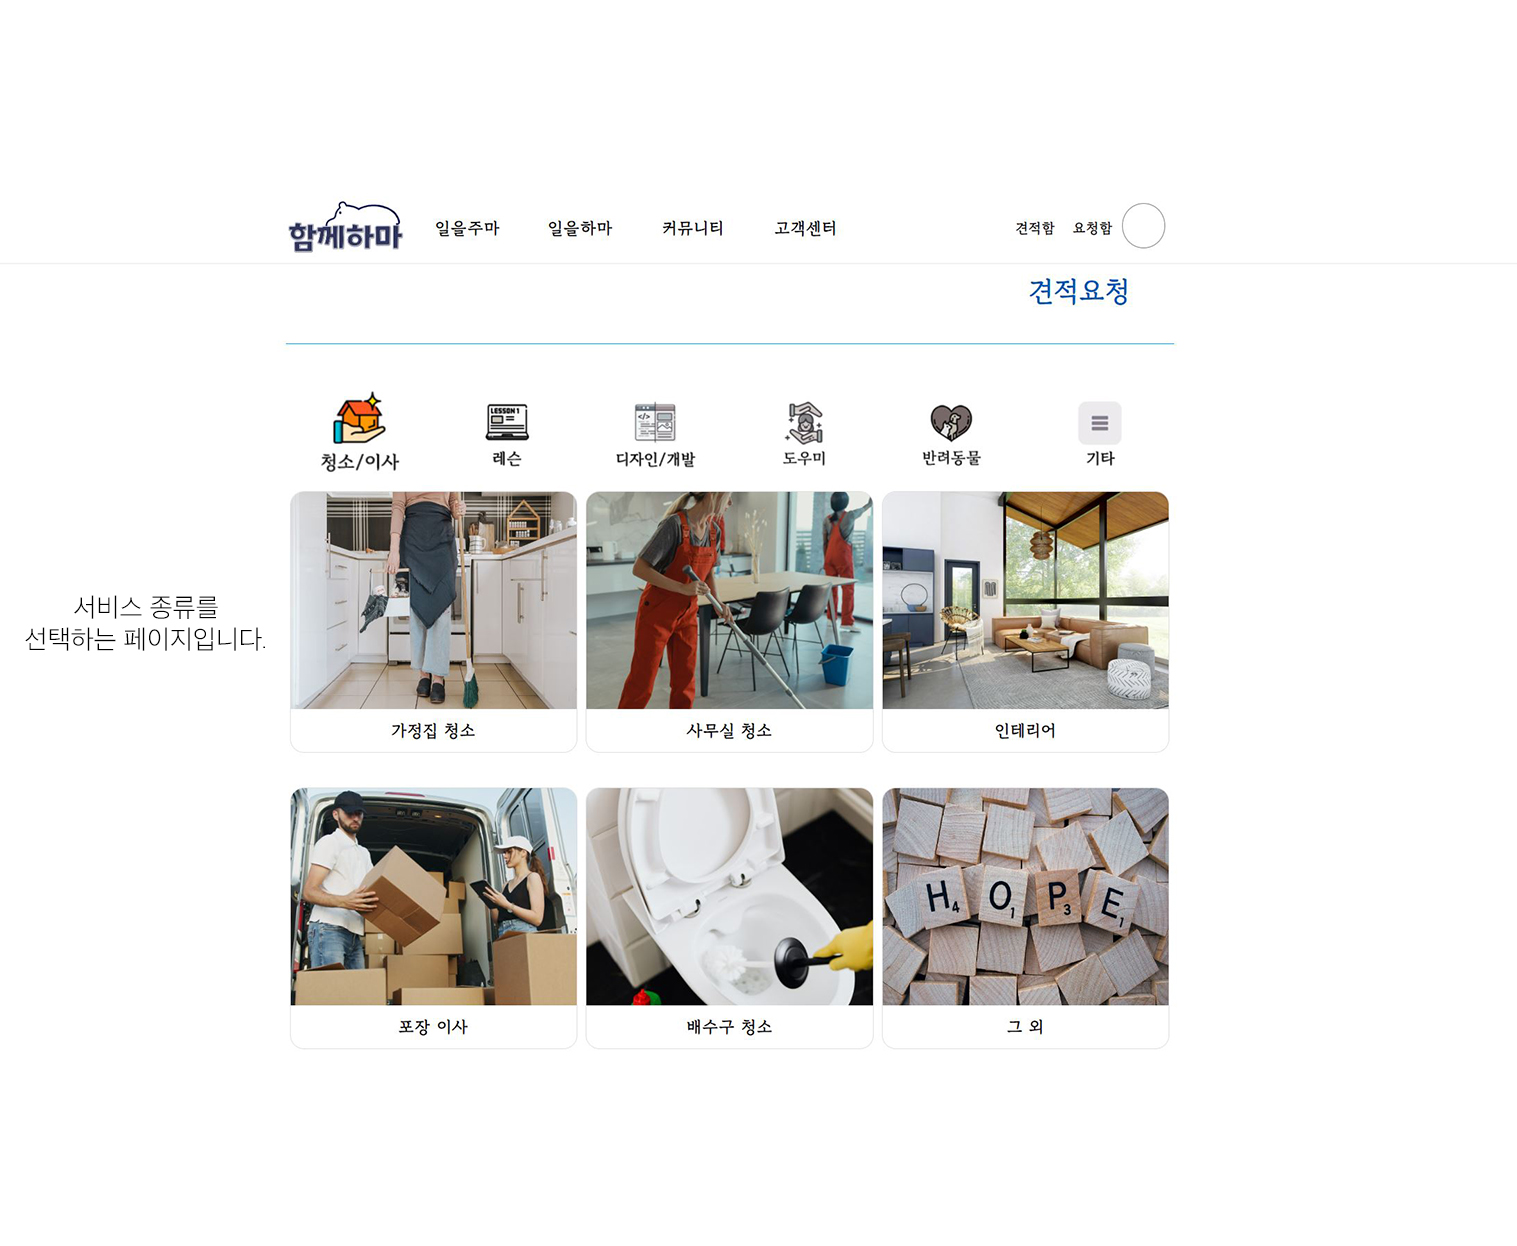 함께하마
일을주마
일을하마
커뮤니티
고객센터
견적함
요청함
견적요청
LESSON 1
청소/이사
레슨
디자인/개발
도우미
반려동물
기타
서비스 종류를
선택하는 페이지입니다.
가정집 청소
사무실 청소
인테리어
H4 O1 P3 E1
포장 이사
배수구 청소
그 외